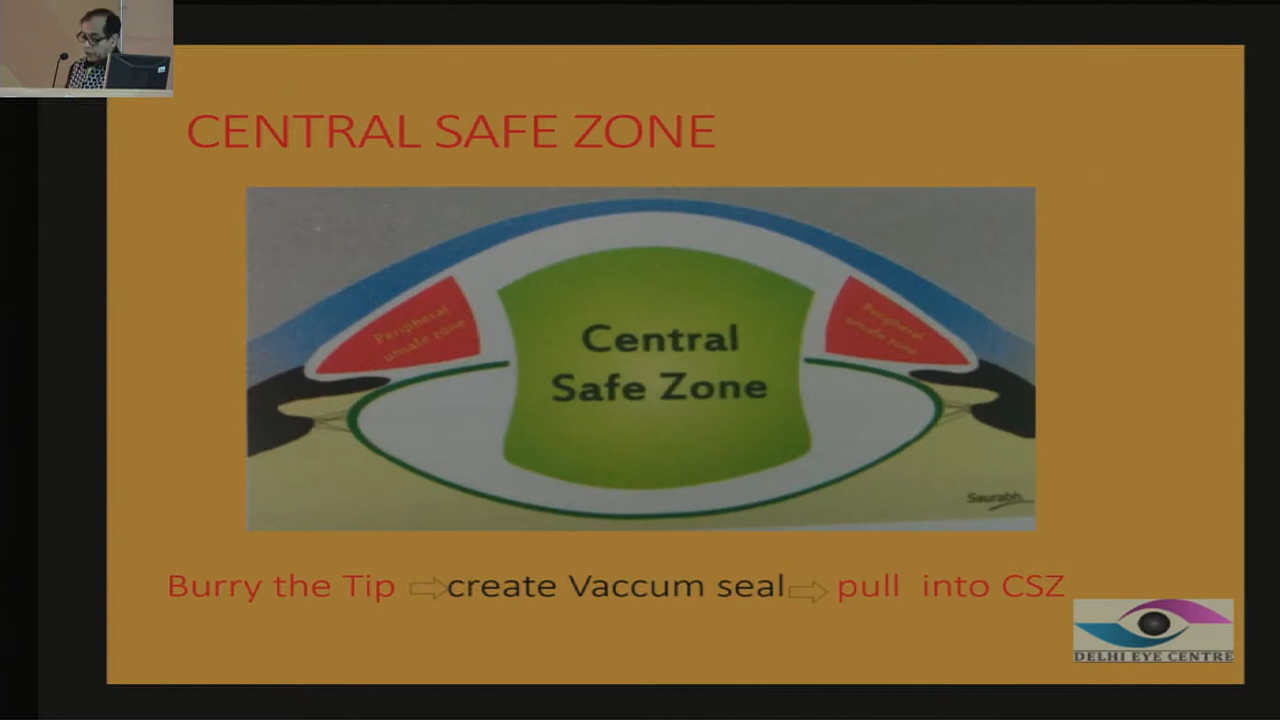 CENTRAL SAFE ZONE
Peripheral
unsafe zone
Central
Safe Zone
Peripheral
unsafe zone
Saurabh
Burry the Tip create Vaccum seal pull into CSZ
DELHI EYE CENTRE